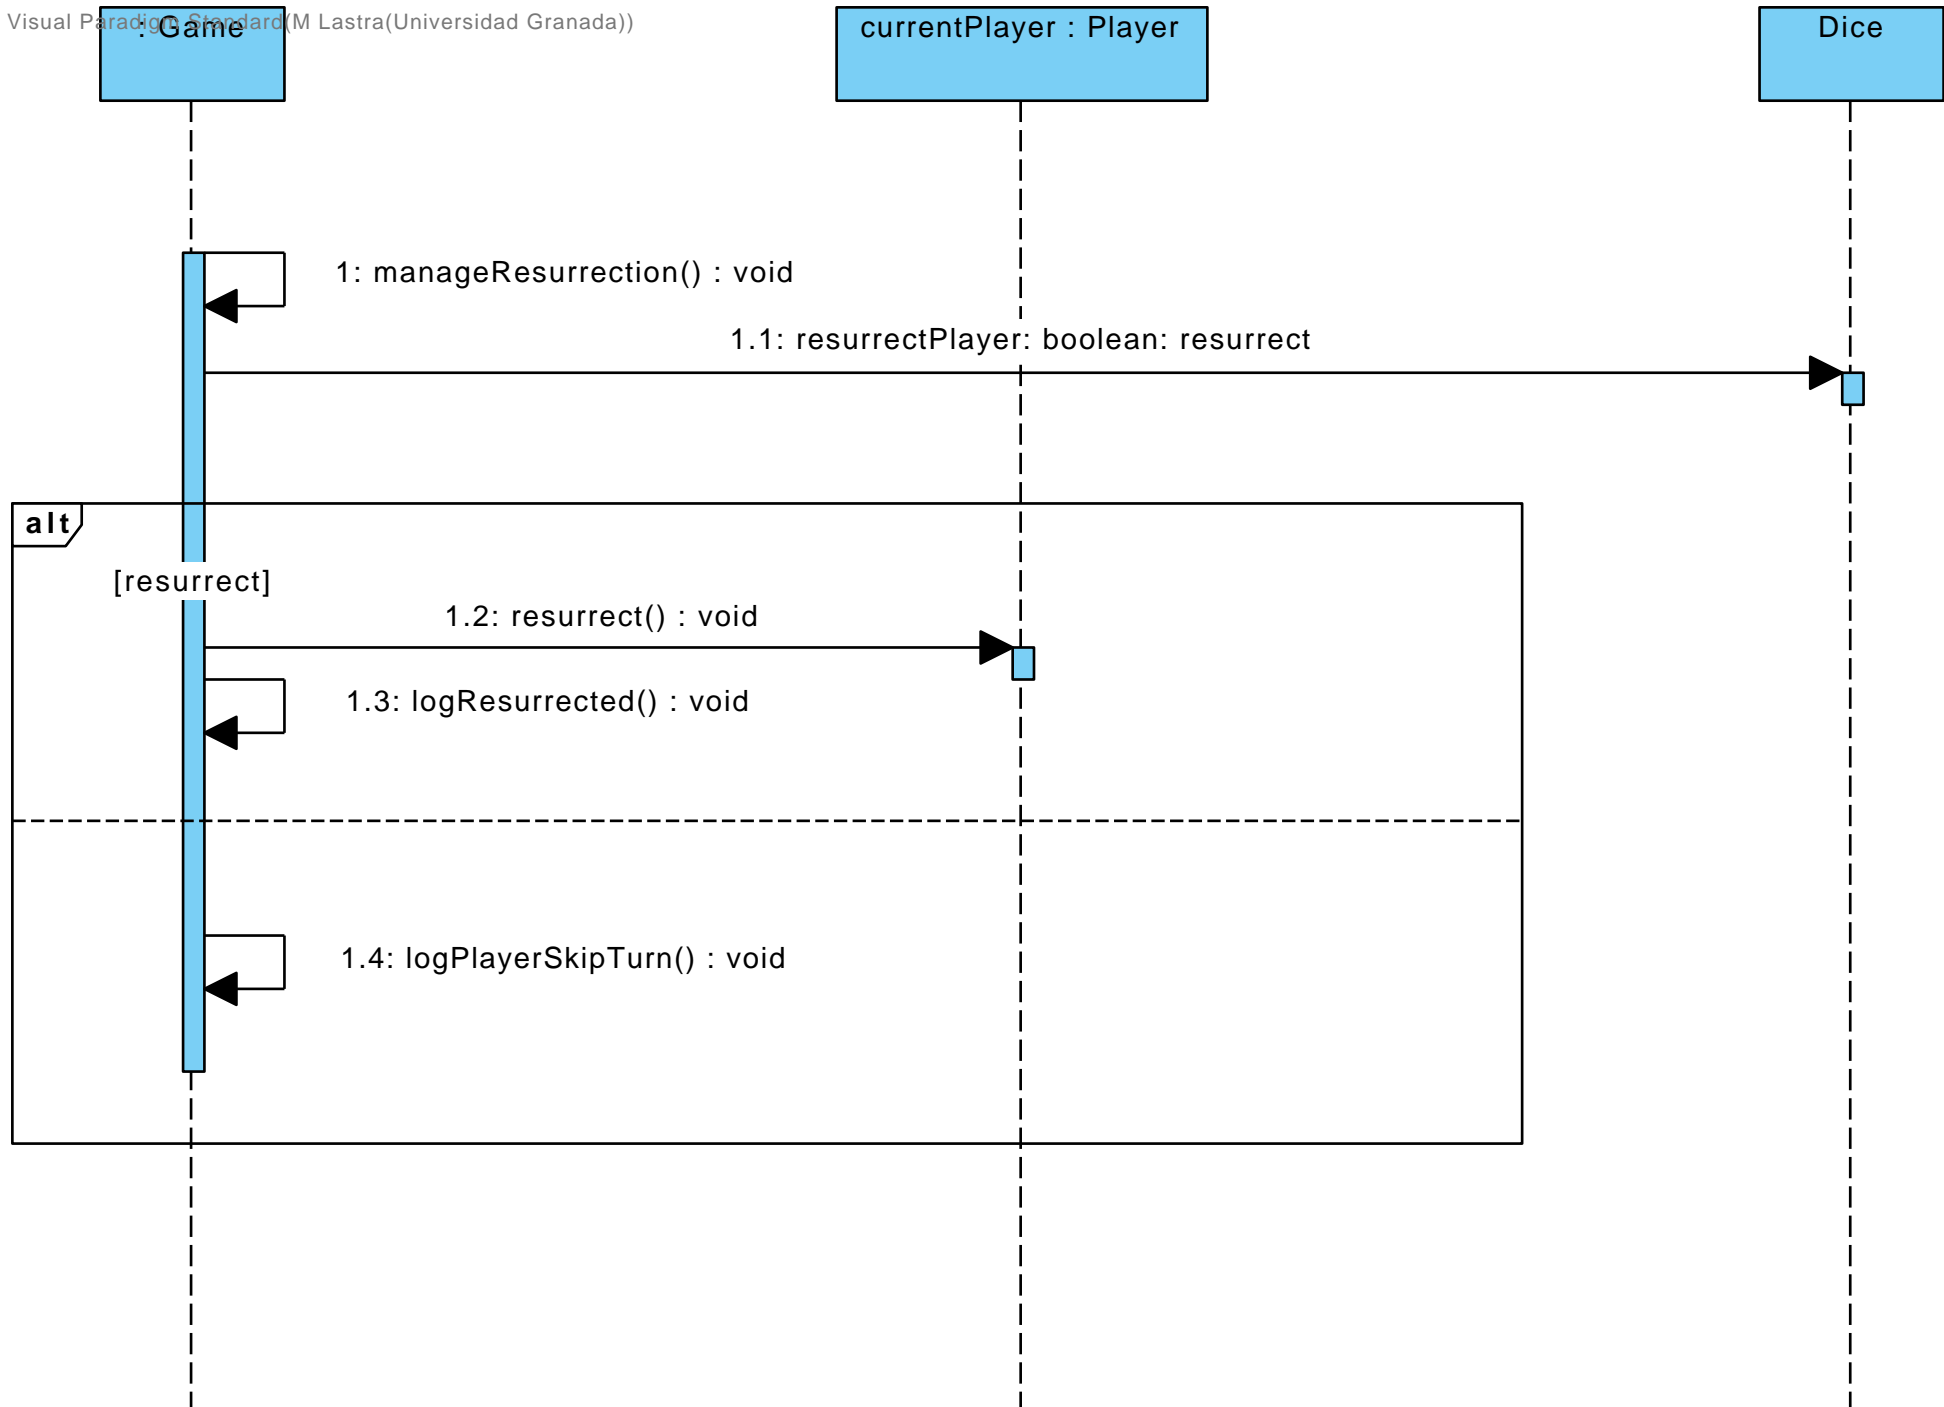 Visual Paradigm Standard(M Lastra(Universidad Granada))
: Game
currentPlayer : Player
Dice
1: manageResurrection() : void
1.1: resurrectPlayer: boolean: resurrect
alt
[resurrect]
1.2: resurrect() : void
1.3: logResurrected() : void
1.4: logPlayerSkipTurn() : void